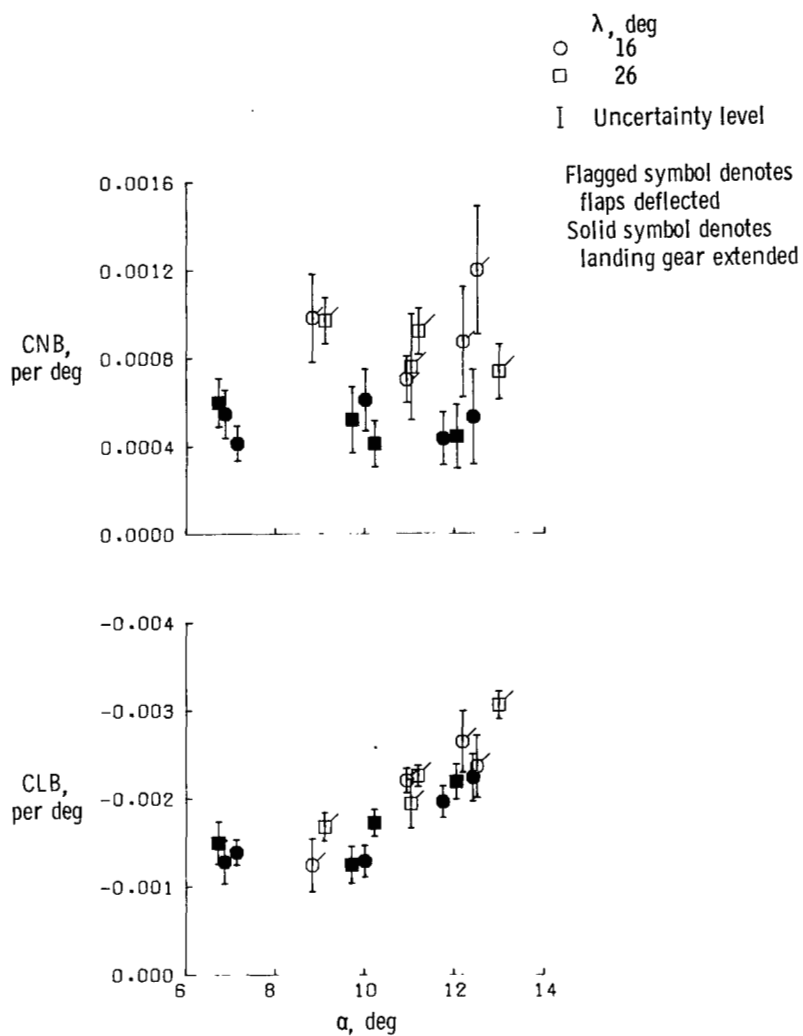 λ, deg
16
26
Uncertainty level
Flagged symbol denotes
flaps deflected
Solid symbol denotes
landing gear extended
0.0016
0.0012
CNB,
per deg
0.0008
0.0004
0.0000
-0.004
-0.003
CLB,
per deg
-0.002
-0.001
0.000
6
8
10
12
14
α, deg